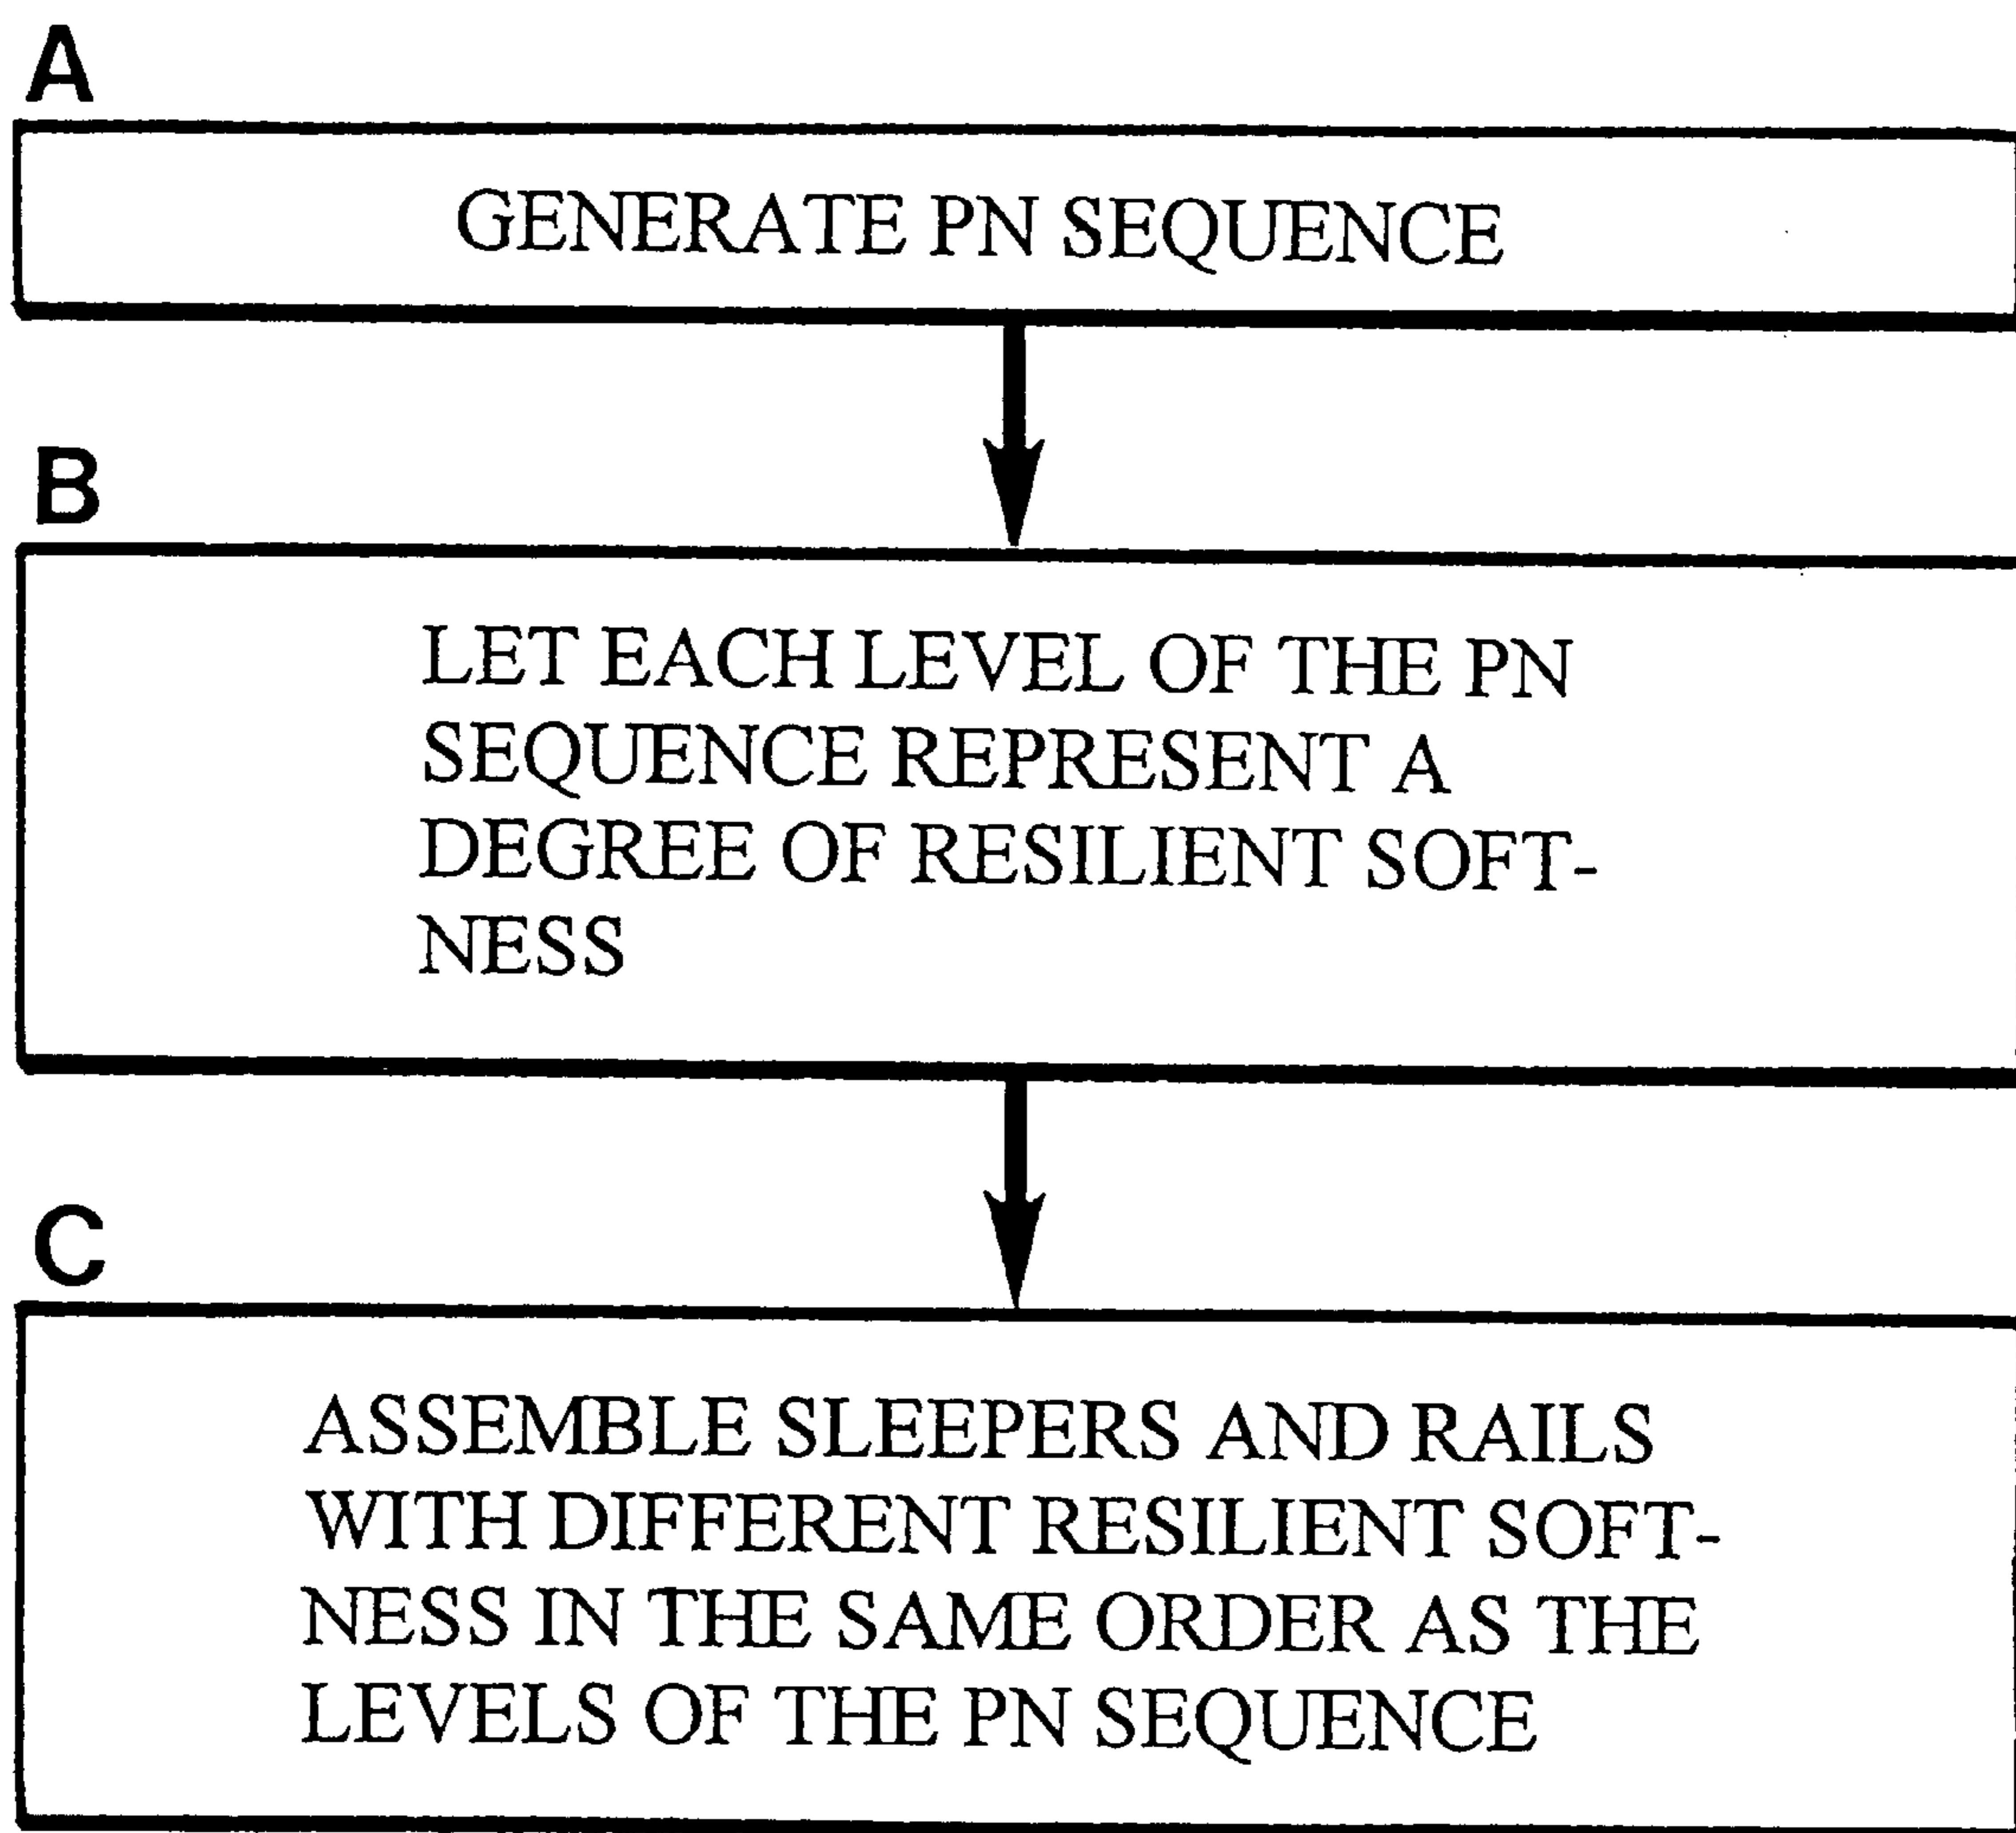 A
GENERATE PN SEQUENCE
B
LET EACH LEVEL OF THE PN
SEQUENCE REPRESENT A
DEGREE OF RESILIENT SOFT-
NESS
C
ASSEMBLE SLEEPERS AND RAILS
WITH DIFFERENT RESILIENT SOFT-
NESS IN THE SAME ORDER AS THE
LEVELS OF THE PN SEQUENCE